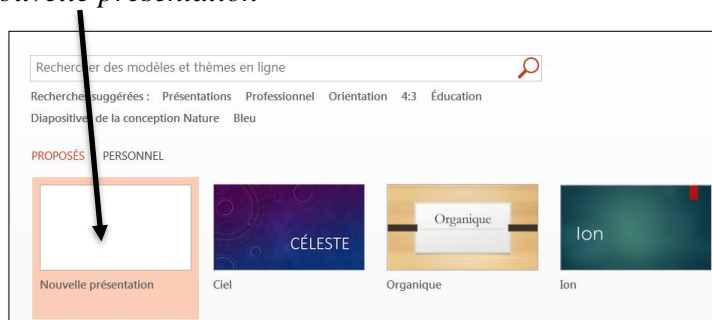 présentation
Rechercher des modèles et thèmes en ligne
Recherches suggérées : Présentations Professionnel Orientation 4:3 Éducation
Diapositives de la conception Nature Bleu
PROPOSÉS PERSONNEL
CÉLESTE
Organique
Ion
Nouvelle présentation Ciel Organique Ion